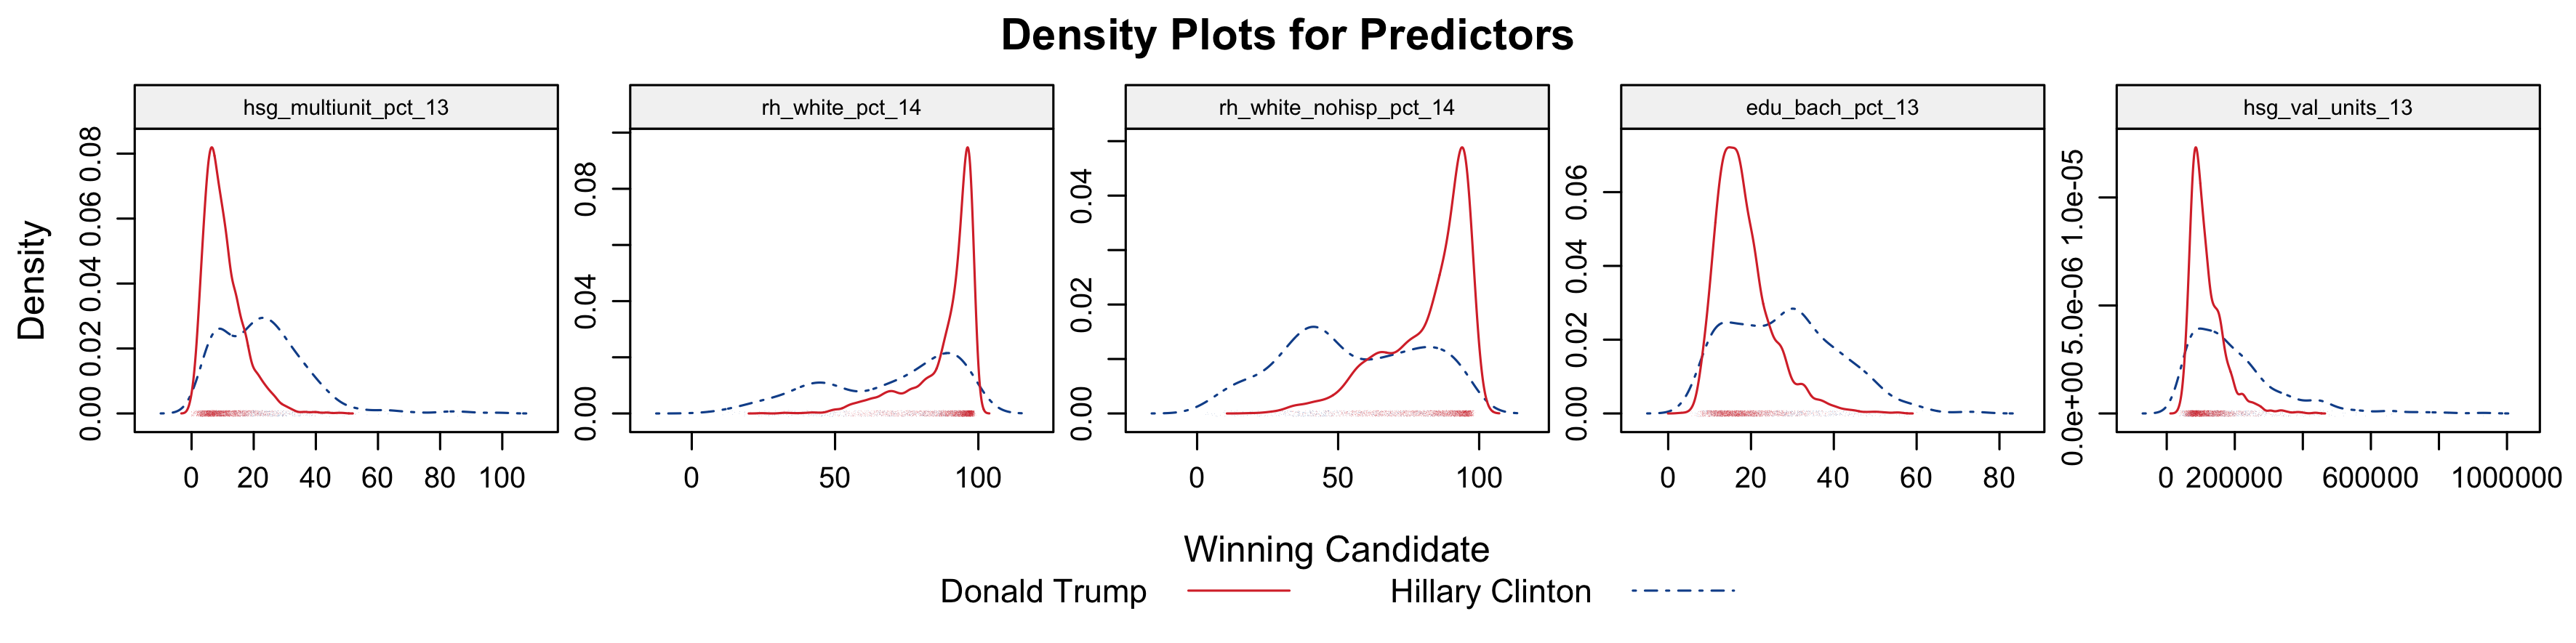 Density Plots for Predictors
hsg_multiunit_pct_13
rh_white_pct_14
rh_white_nohisp_pct_14
edu_bach_pct_13
hsg_val_units_13
Density
0.00 0.02 0.04 0.06 0.08
0.00 0.04 0.08
0.00 0.02 0.04
0.00 0.02 0.04 0.06
0.0e+00 5.0e-06 1.0e-05
0 20 40 60 80 100
0 50 100
0 50 100
0 20 40 60 80
0 200000 600000 1000000
Winning Candidate
Donald Trump
Hillary Clinton